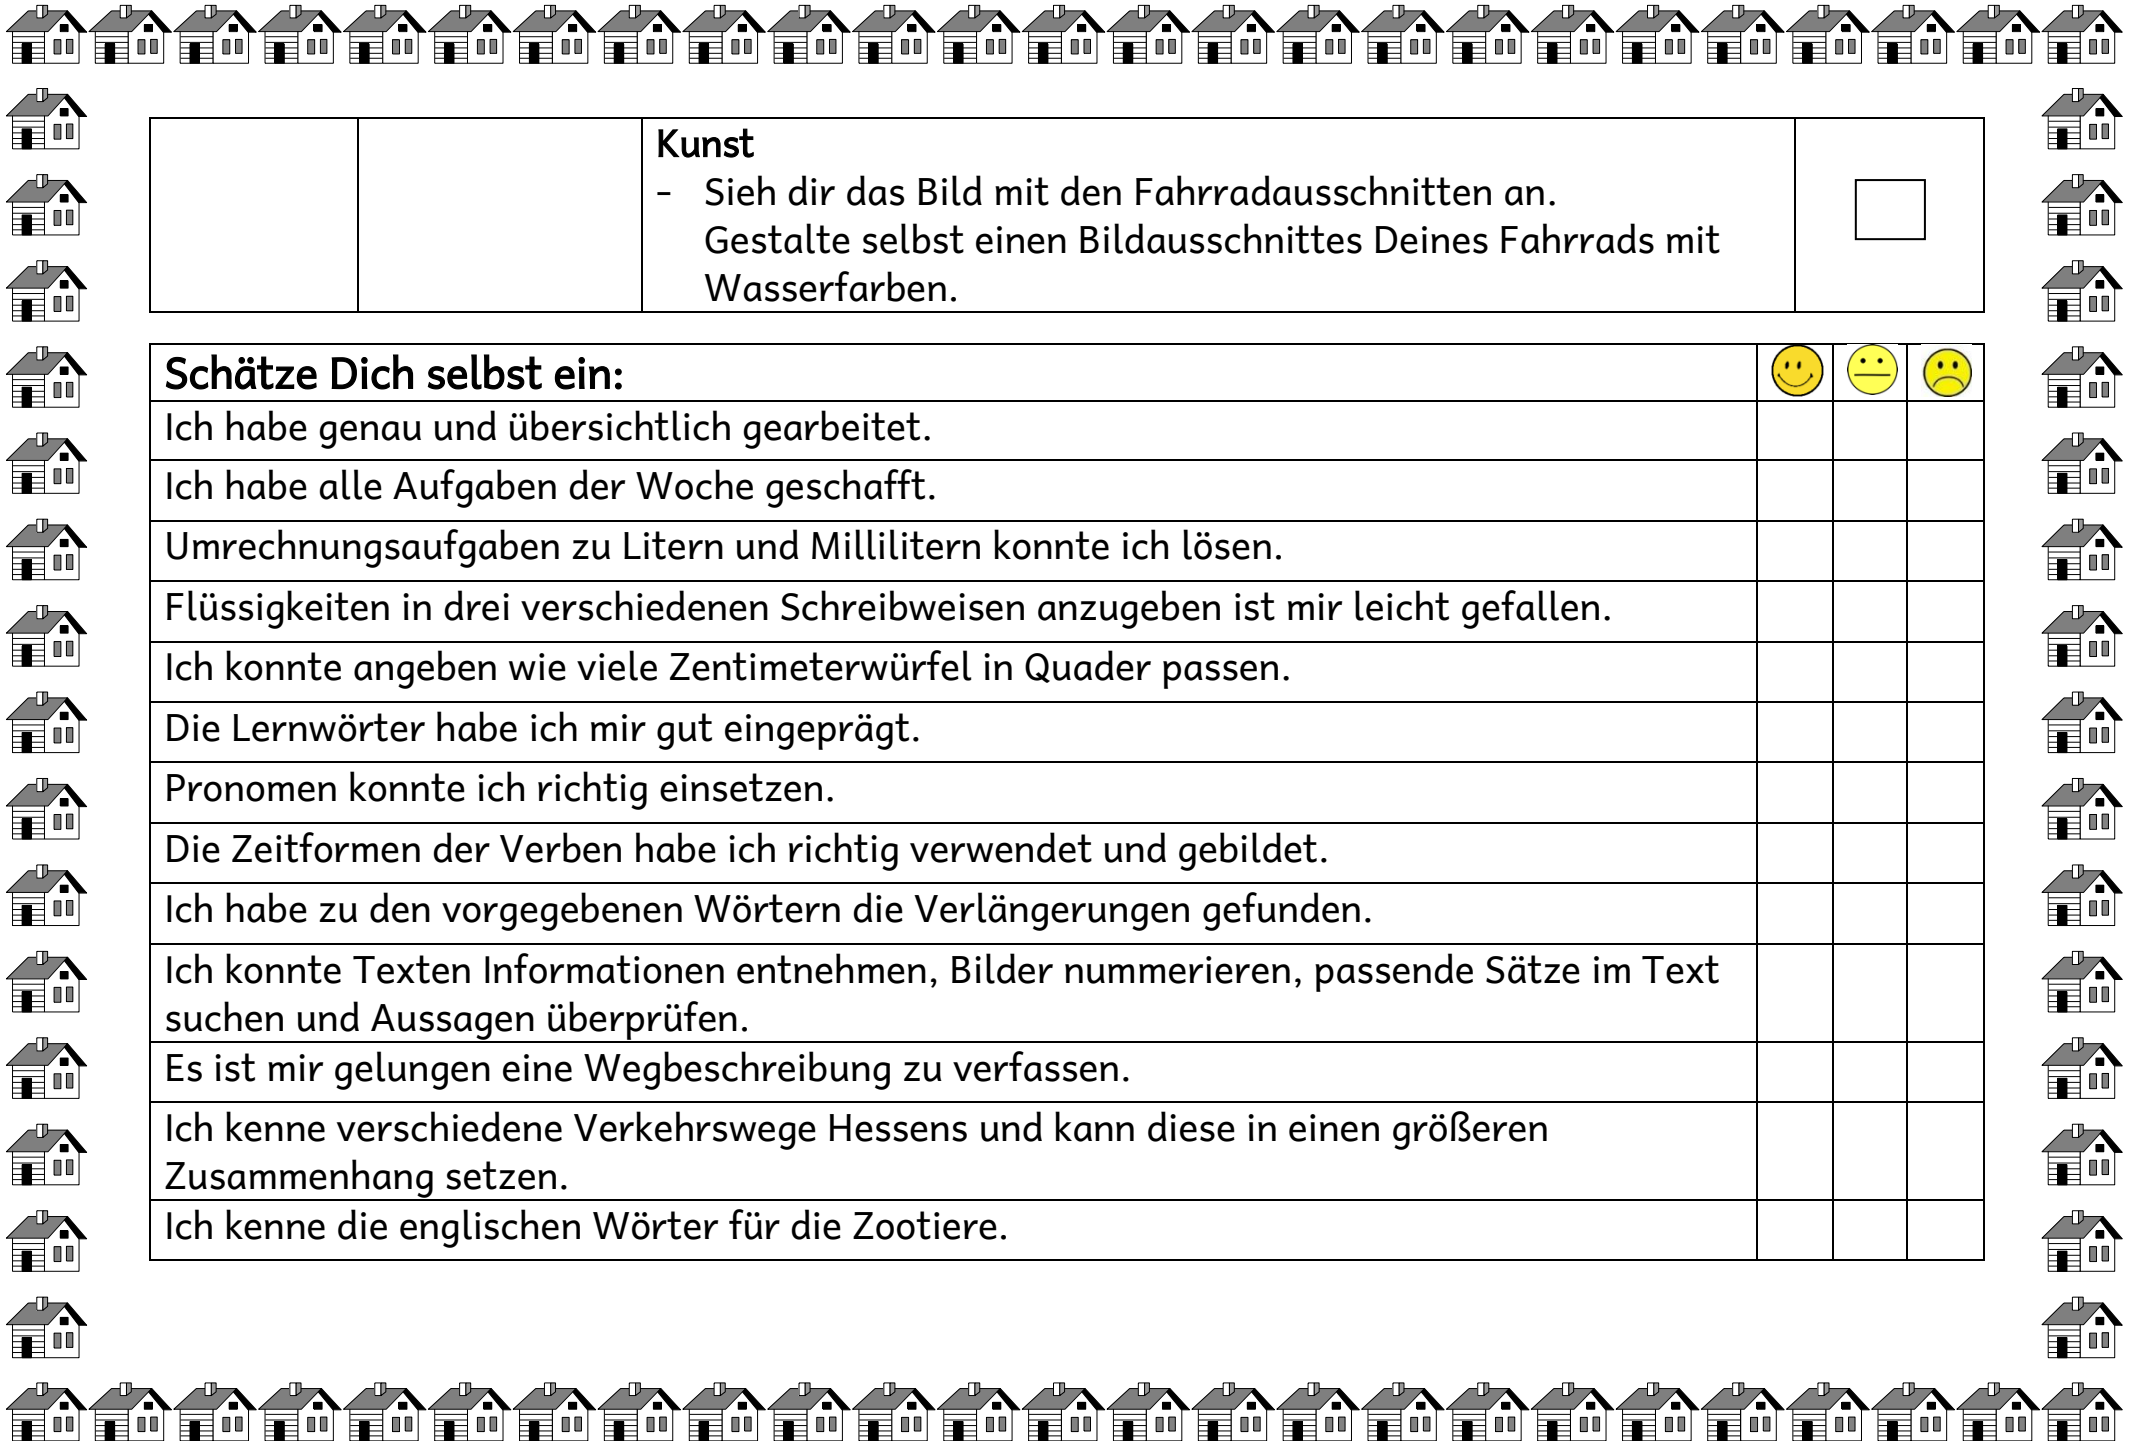 Kunst
- Sieh dir das Bild mit den Fahrradausschnitten an.
Gestalte selbst einen Bildausschnittes Deines Fahrrads mit
Wasserfarben.
Schätze Dich selbst ein:
Ich habe genau und übersichtlich gearbeitet.
Ich habe alle Aufgaben der Woche geschafft.
Umrechnungsaufgaben zu Litern und Millilitern konnte ich lösen.
Flüssigkeiten in drei verschiedenen Schreibweisen anzugeben ist mir leicht gefallen.
Ich konnte angeben wie viele Zentimeterwürfel in Quader passen.
Die Lernwörter habe ich mir gut eingeprägt.
Pronomen konnte ich richtig einsetzen.
Die Zeitformen der Verben habe ich richtig verwendet und gebildet.
Ich habe zu den vorgegebenen Wörtern die Verlängerungen gefunden.
Ich konnte Texten Informationen entnehmen, Bilder nummerieren, passende Sätze im Text
suchen und Aussagen überprüfen.
Es ist mir gelungen eine Wegbeschreibung zu verfassen.
Ich kenne verschiedene Verkehrswege Hessens und kann diese in einen größeren
Zusammenhang setzen.
Ich kenne die englischen Wörter für die Zootiere.